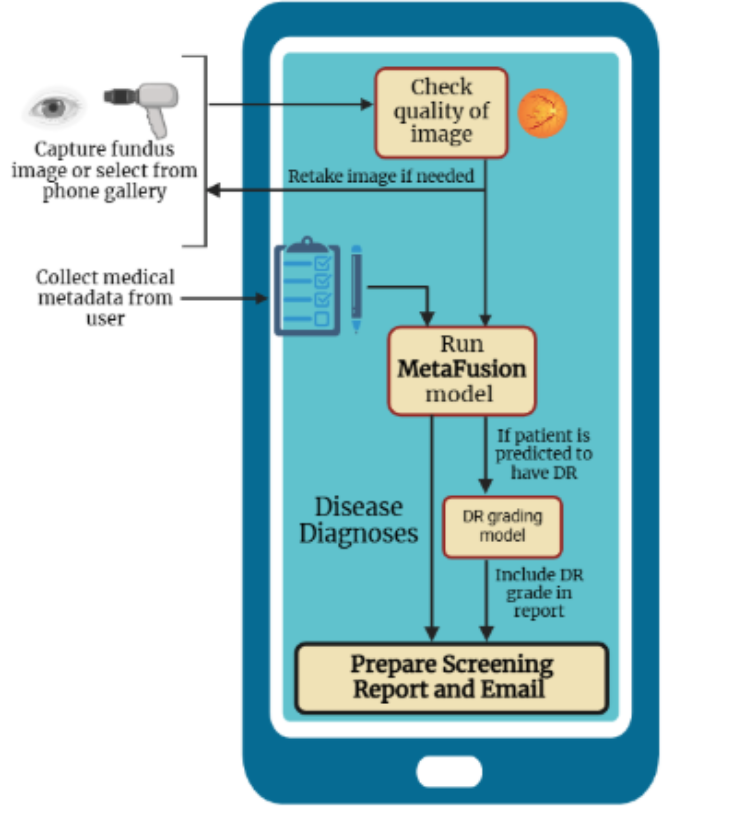 Check
quality of
image
Capture fundus
image or select from
phone gallery
Retake image if needed
Collect medical
metadata from
user
Run
MetaFusion
model
If patient is
predicted to
have DR
Disease
Diagnoses
DR grading
model
Include DR
grade in
report
Prepare Screening
Report and Email